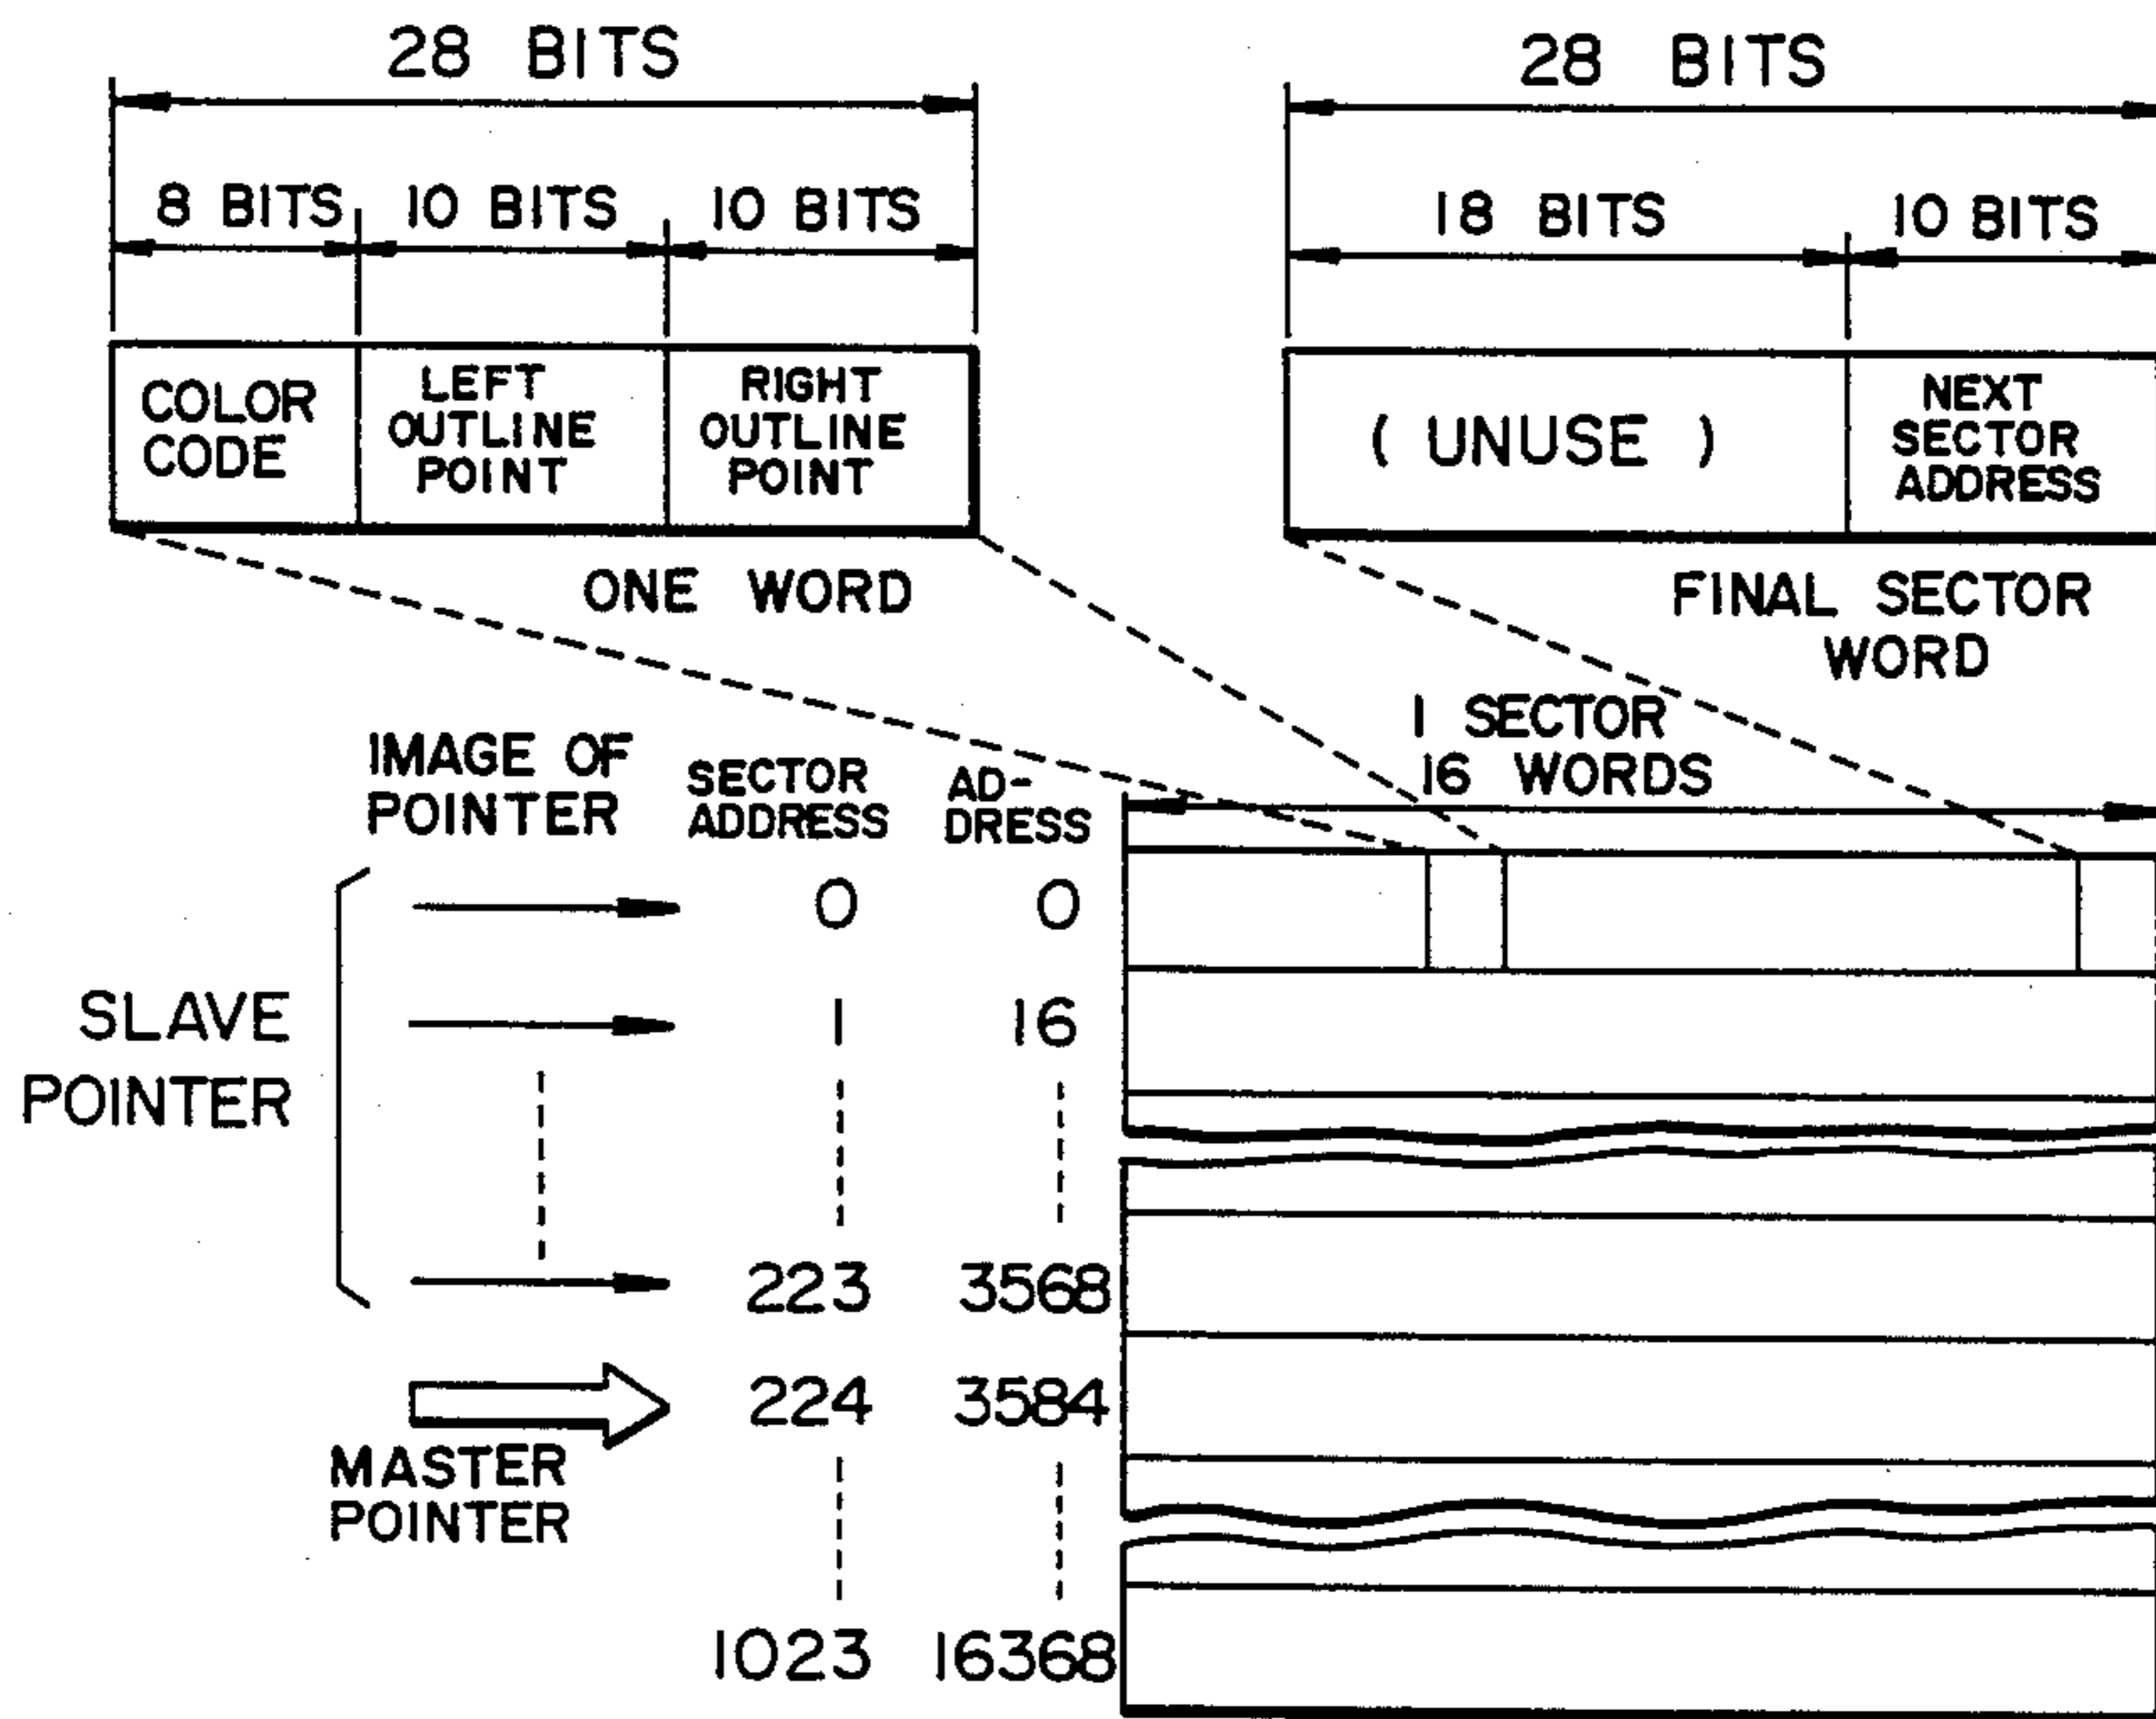 28 BITS
28 BITS
8 BITS
10 BITS
10 BITS
18 BITS
10 BITS
COLOR
CODE
LEFT
OUTLINE
POINT
RIGHT
OUTLINE
POINT
( UNUSE )
NEXT
SECTOR
ADDRESS
ONE WORD
FINAL SECTOR
WORD
1 SECTOR
16 WORDS
IMAGE OF
POINTER
SECTOR
ADDRESS
AD-
DRESS
SLAVE
POINTER
0 0
1 16
223 3568
224 3584
MASTER
POINTER
1023 16368